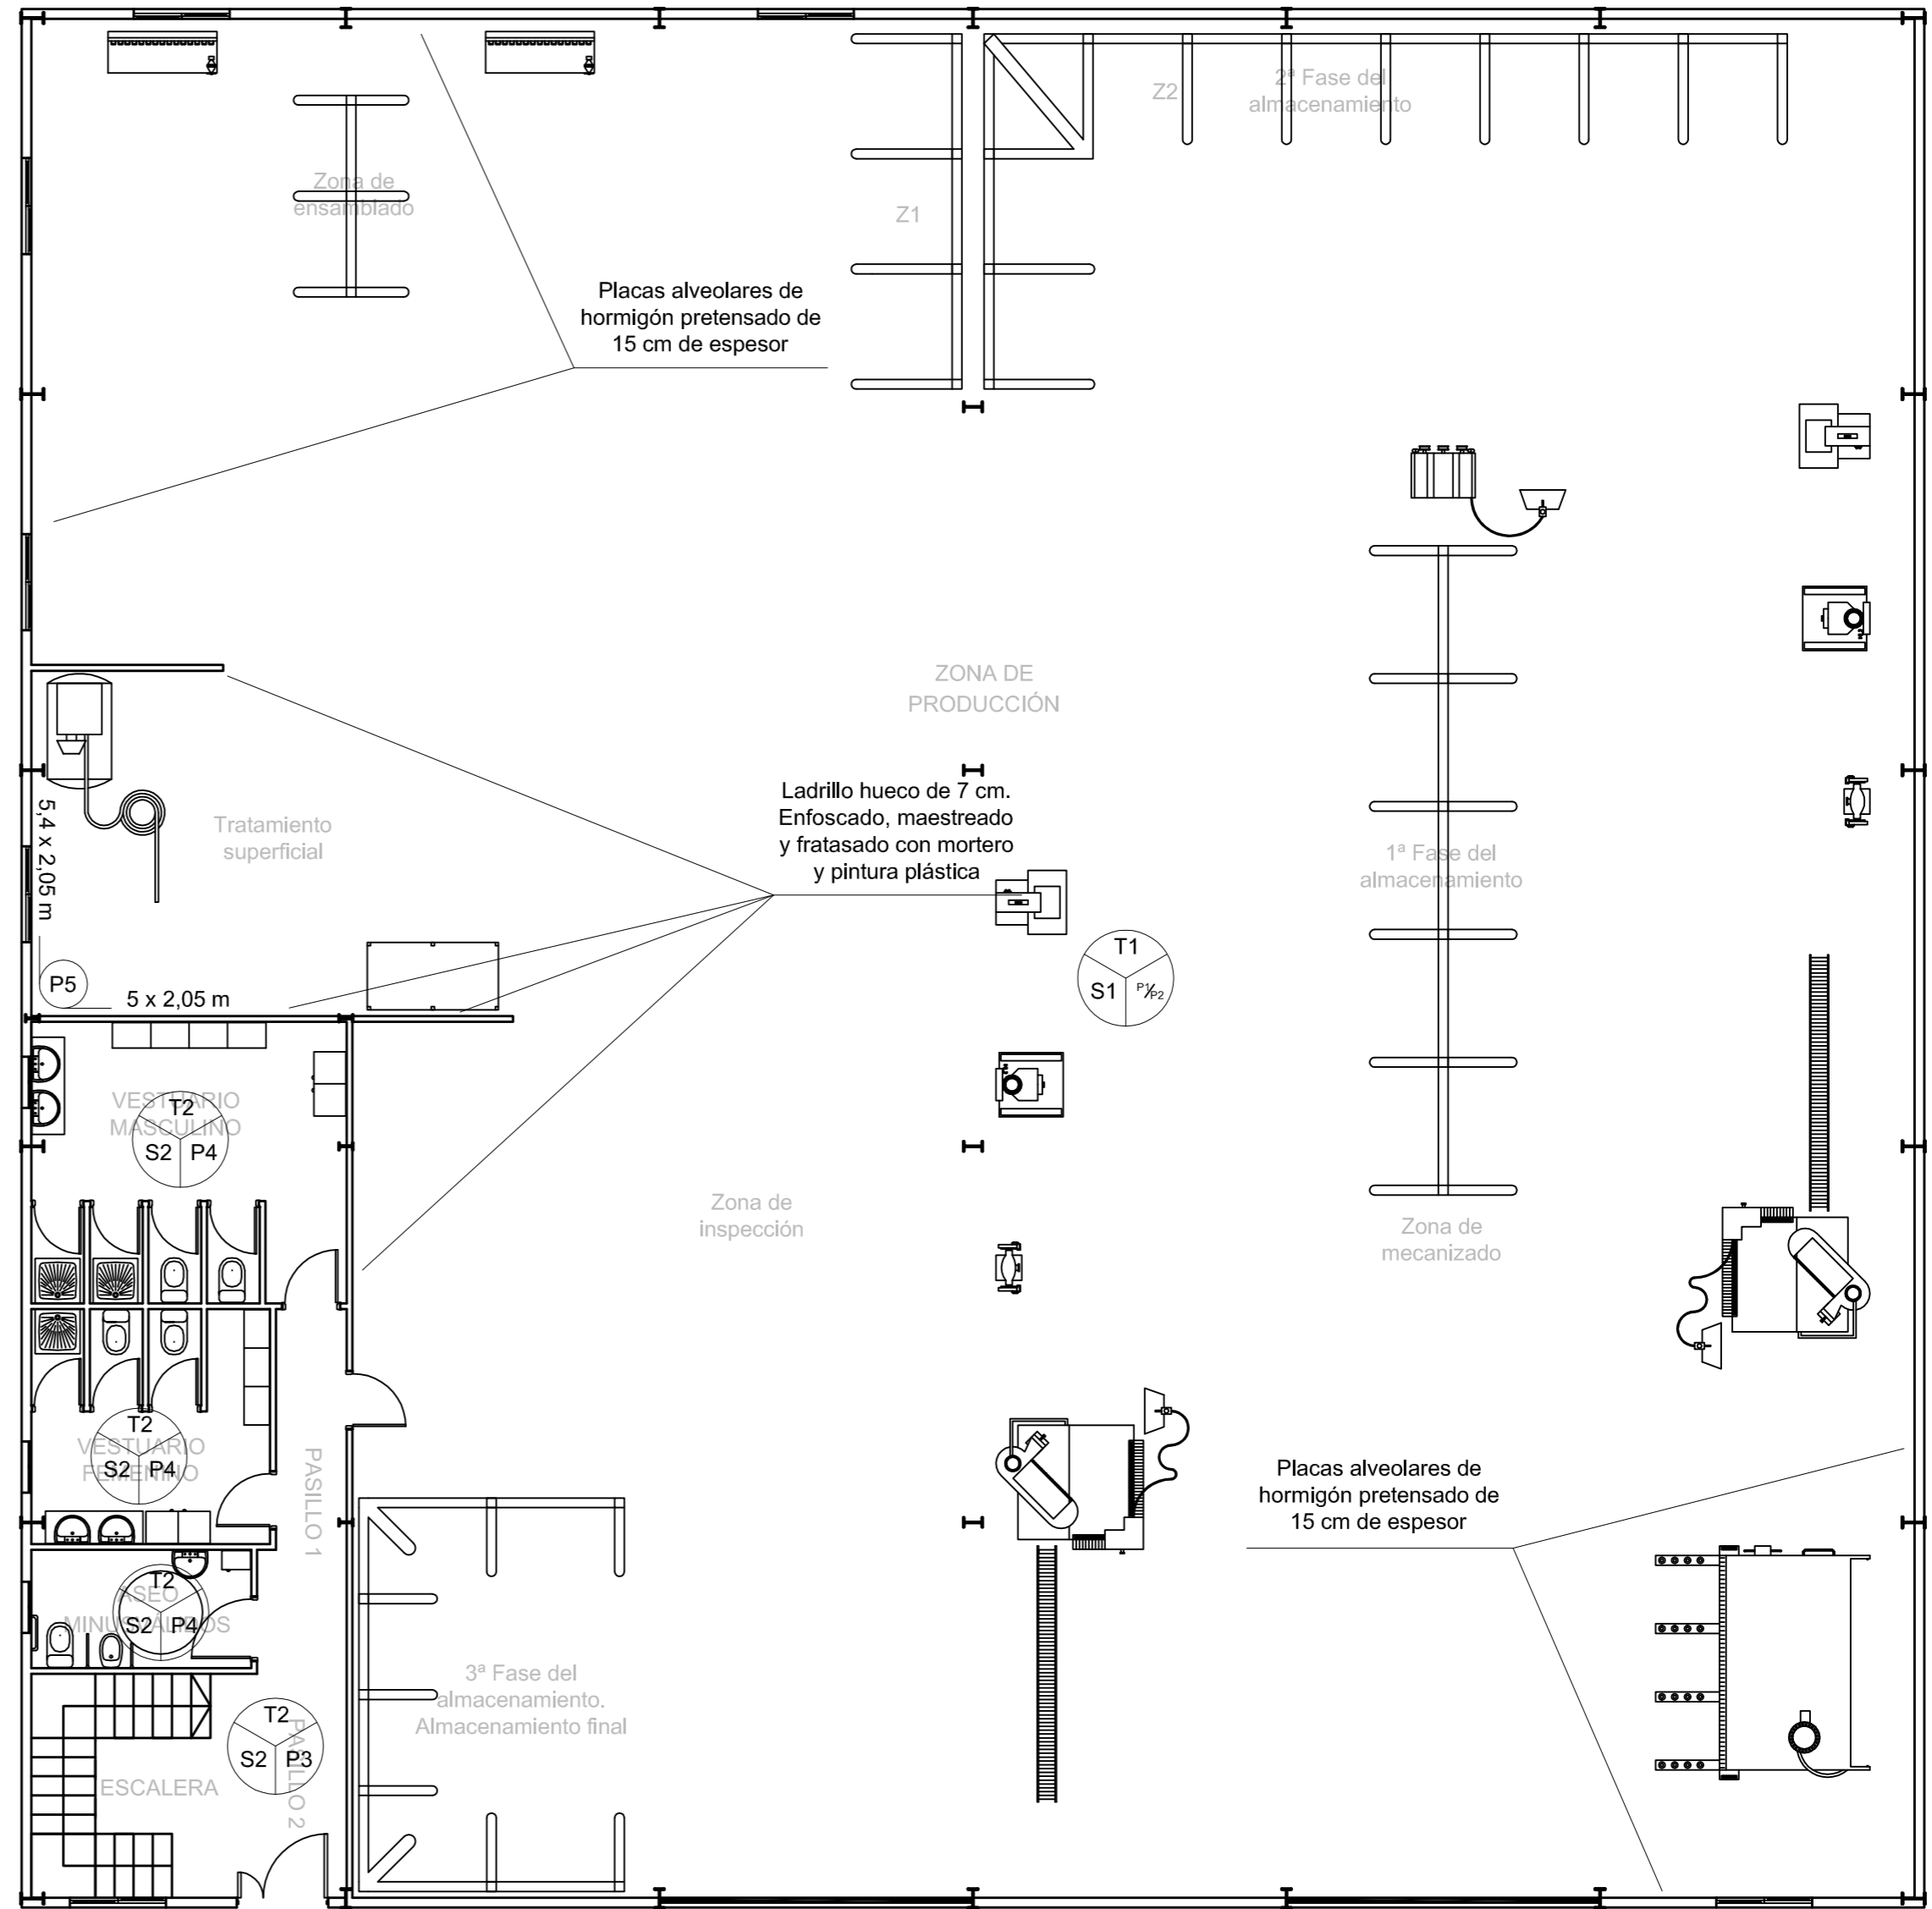 2ª Fase del
almacenamiento
Z2
Zona de
ensamblado
Z1
Placas alveolares de
hormigón pretensado de
15 cm de espesor
ZONA DE
PRODUCCIÓN
Ladrillo hueco de 7 cm.
Enfoscado, maestreado
y fratasado con mortero
y pintura plástica
Tratamiento
superficial
5,4 x 2,05 m
P5
5 x 2,05 m
1ª Fase del
almacenamiento
T1
S1
P1/P2
VESTUARIO
MASCULINO
T2
S2
P4
Zona de
inspección
Zona de
mecanizado
VESTUARIO
FEMENINO
T2
S2
P4
PASILLO 1
Placas alveolares de
hormigón pretensado de
15 cm de espesor
ASEO
MINUSVÁLIDOS
T2
S2
P4
3ª Fase del
almacenamiento.
Almacenamiento final
T2
S2
P3
ESCALERA
PASILLO 2